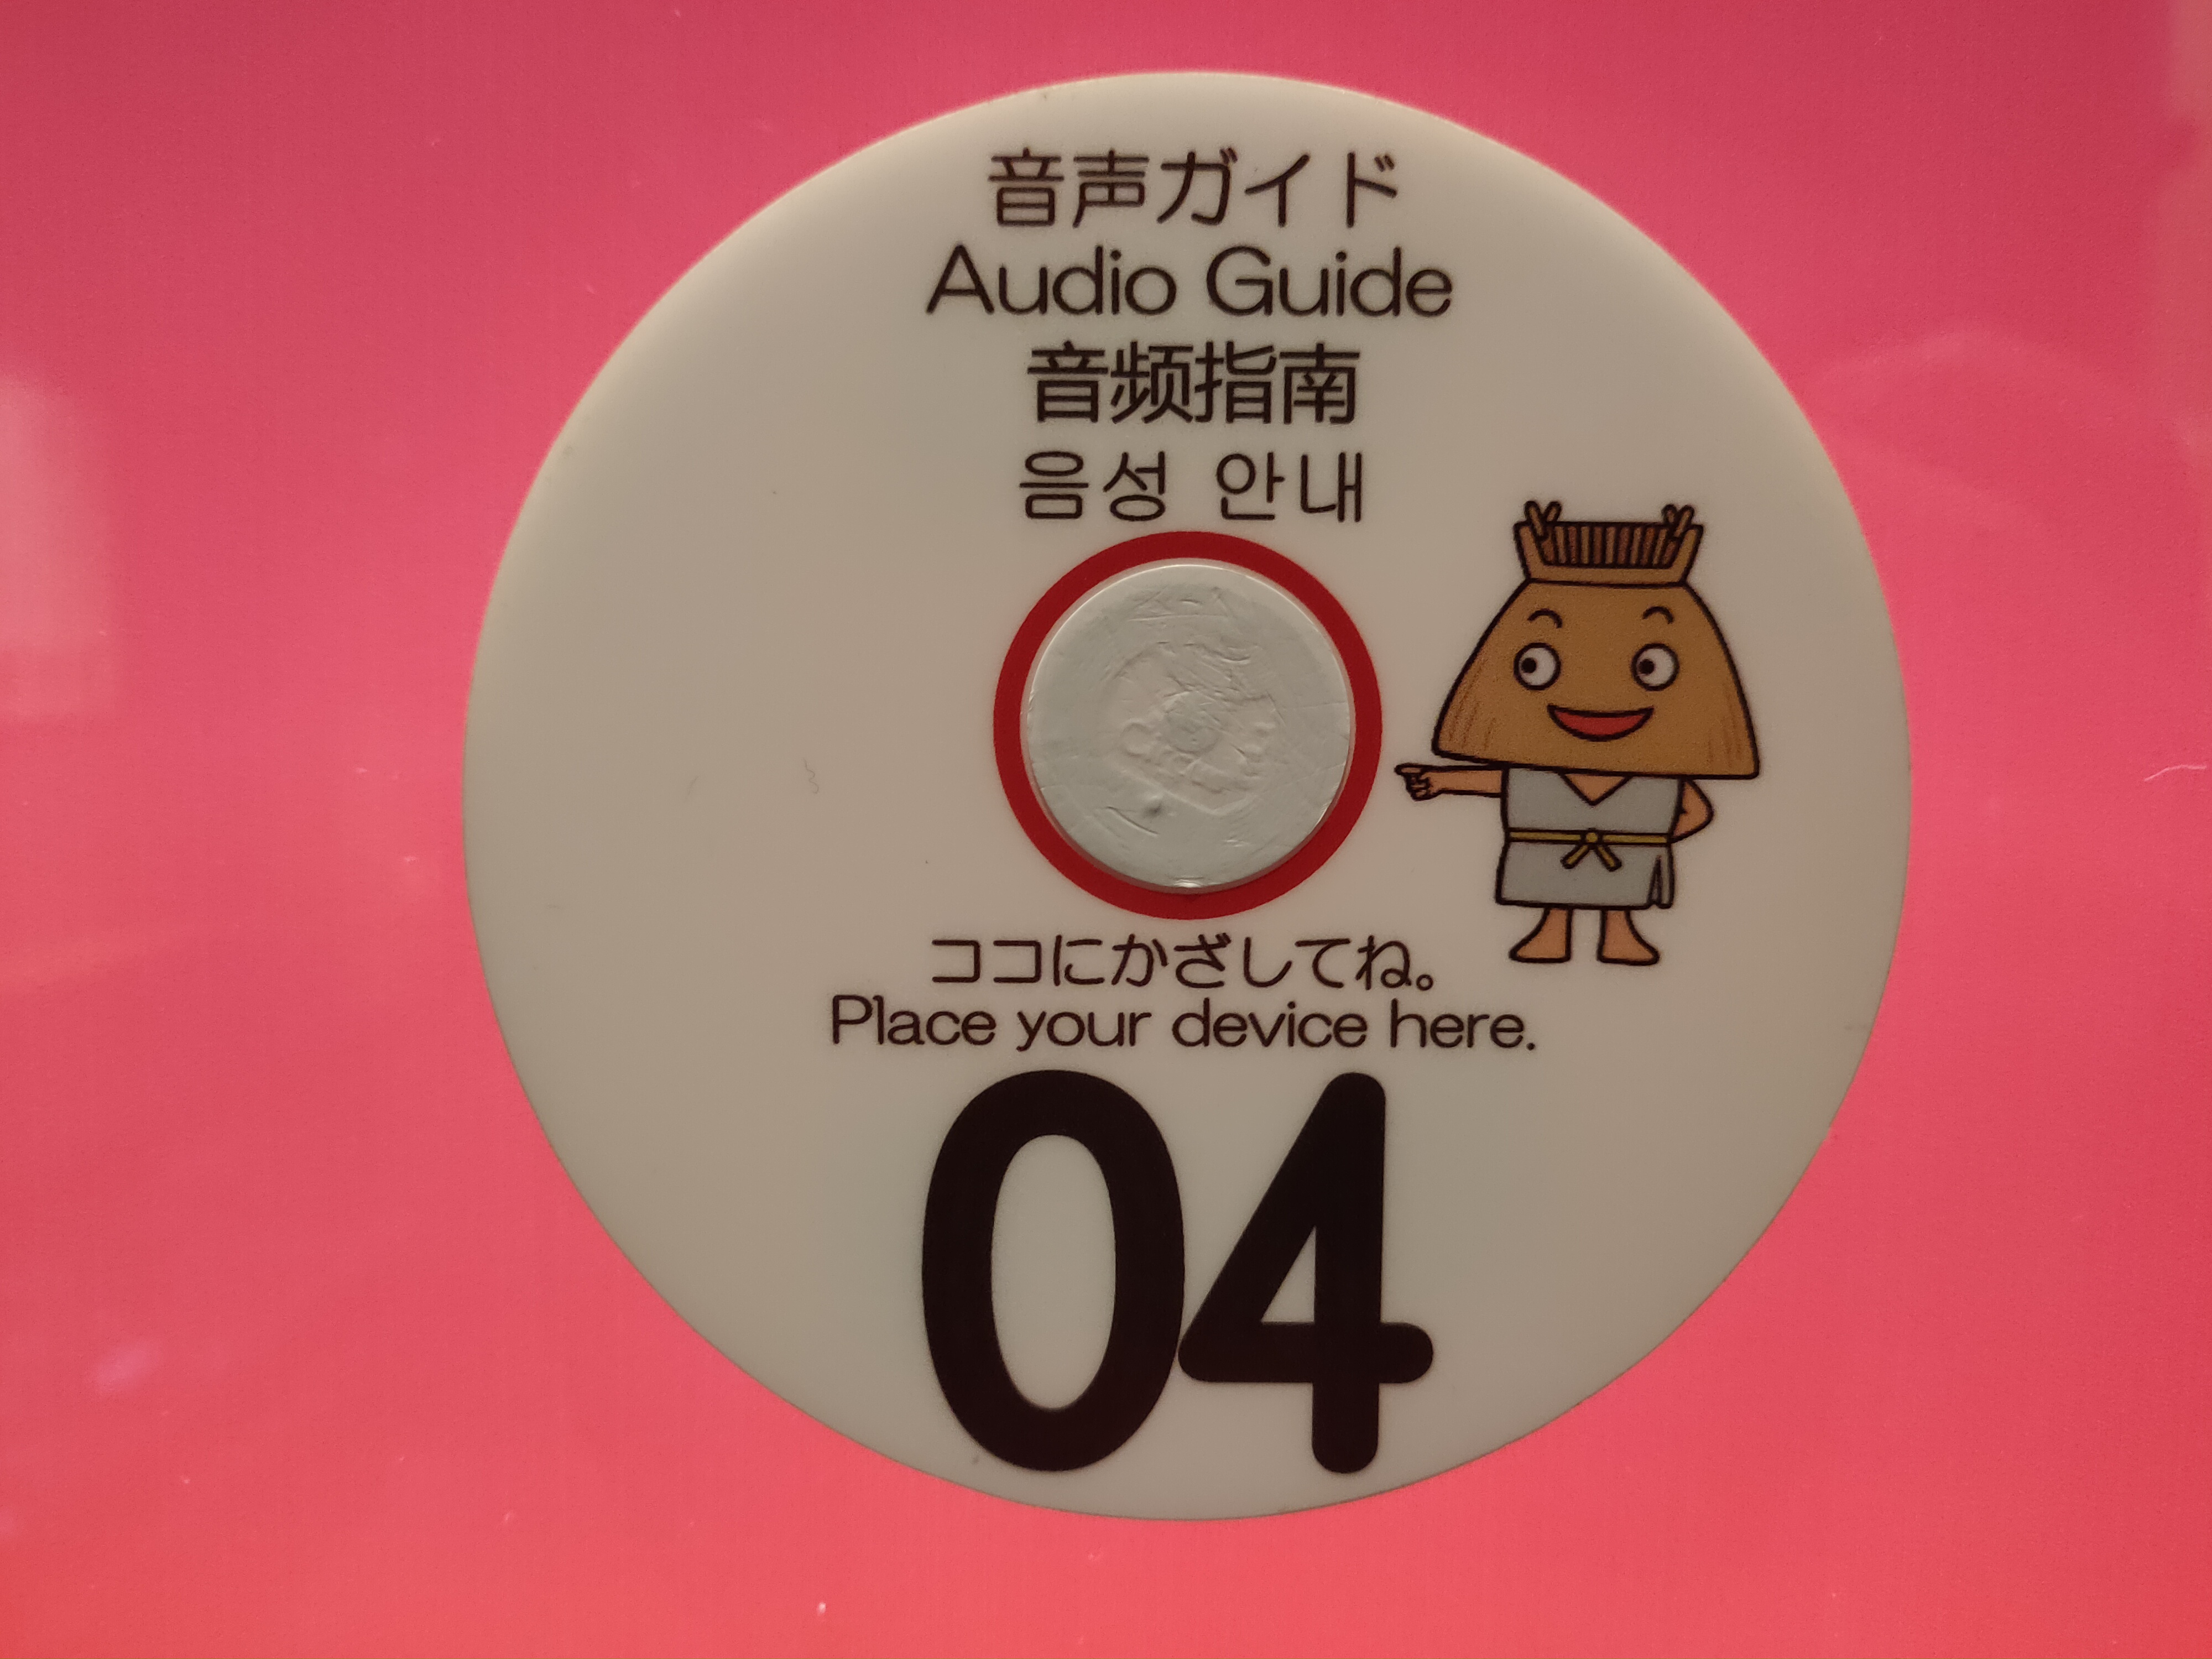 音声ガイド
Audio Guide
音频指南
음성 안내
ココにかざしてね。
Place your device here.
04